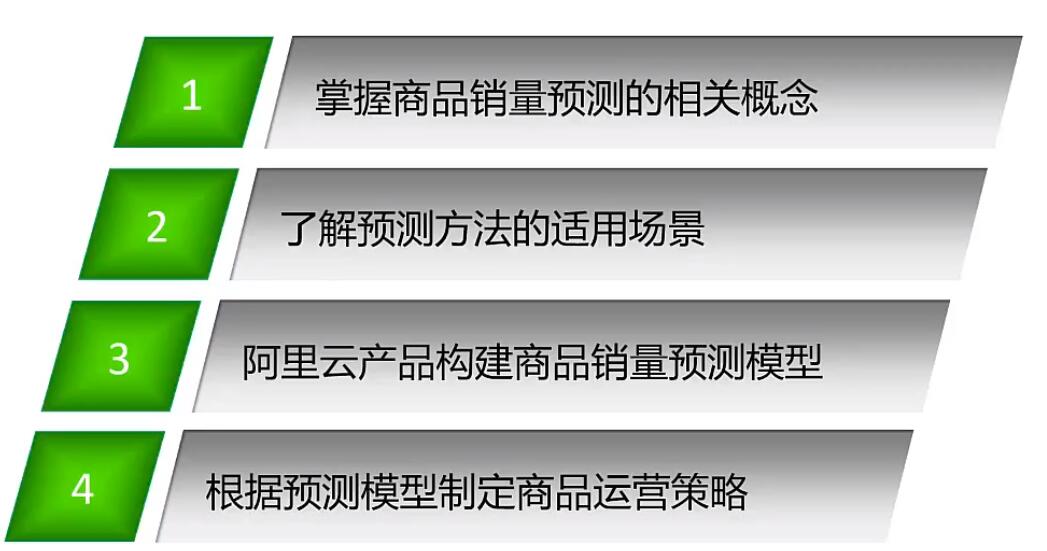 1 掌握商品销量预测的相关概念
2 了解预测方法的适用场景
3 阿里云产品构建商品销量预测模型
4 根据预测模型制定商品运营策略